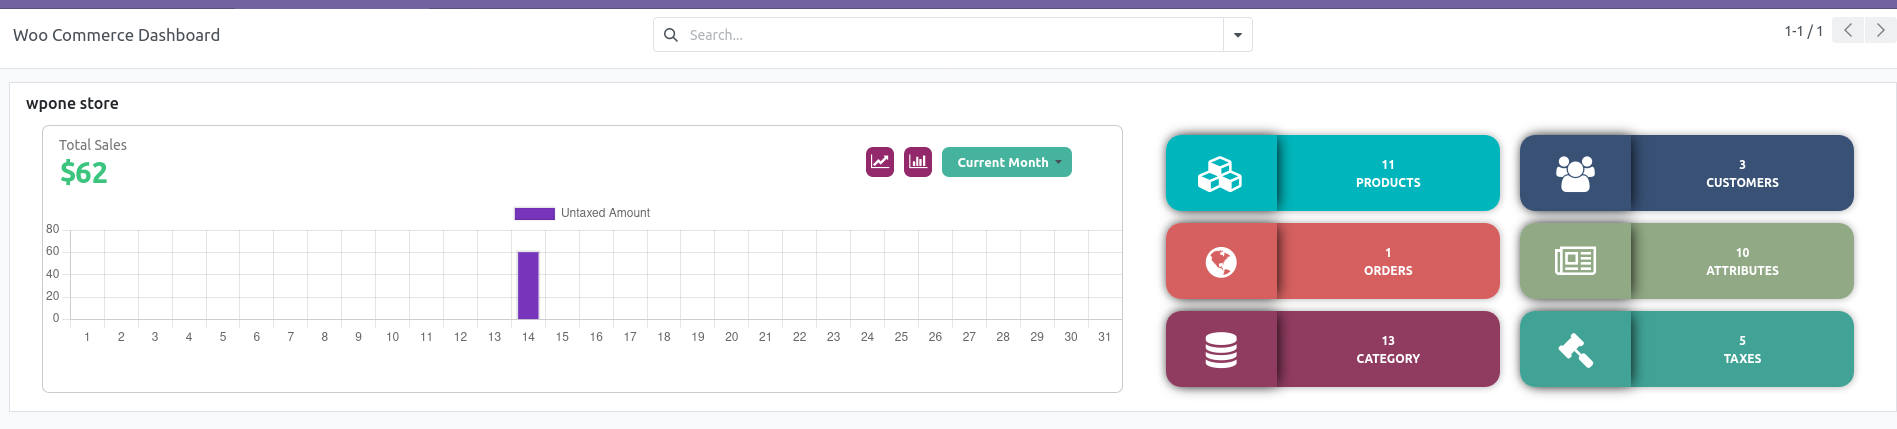 Woo Commerce Dashboard
Search...
1-1 / 1
wpone store
Total Sales
$62
Current Month
Untaxed Amount
80
60
40
20
0
1 2 3 4 5 6 7 8 9 10 11 12 13 14 15 16 17 18 19 20 21 22 23 24 25 26 27 28 29 30 31
11
PRODUCTS
3
CUSTOMERS
1
ORDERS
10
ATTRIBUTES
13
CATEGORY
5
TAXES